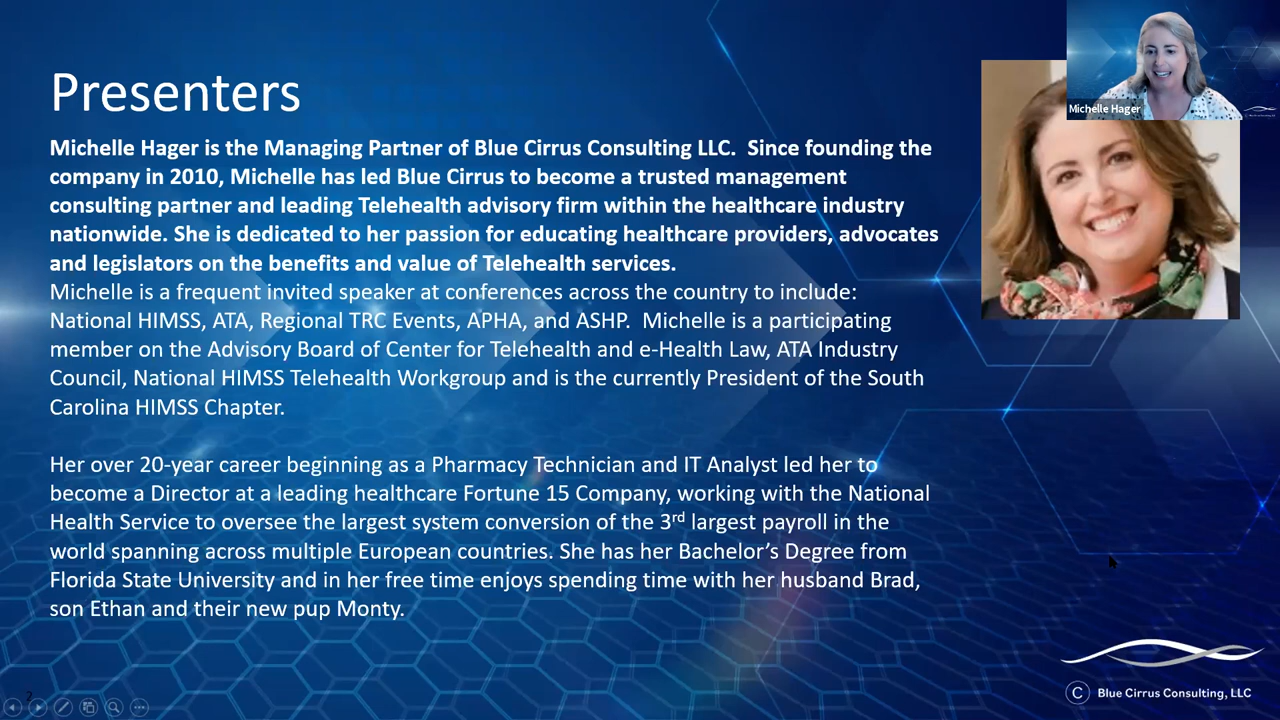 Presenters
Michelle Hager is the Managing Partner of Blue Cirrus Consulting LLC.  Since founding the
company in 2010, Michelle has led Blue Cirrus to become a trusted management
consulting partner and leading Telehealth advisory firm within the healthcare industry
nationwide. She is dedicated to her passion for educating healthcare providers, advocates
and legislators on the benefits and value of Telehealth services.
Michelle is a frequent invited speaker at conferences across the country to include:
National HIMSS, ATA, Regional TRC Events, APHA, and ASHP.  Michelle is a participating
member on the Advisory Board of Center for Telehealth and e-Health Law, ATA Industry
Council, National HIMSS Telehealth Workgroup and is the currently President of the South
Carolina HIMSS Chapter.
Her over 20-year career beginning as a Pharmacy Technician and IT Analyst led her to
become a Director at a leading healthcare Fortune 15 Company, working with the National
Health Service to oversee the largest system conversion of the 3rd largest payroll in the
world spanning across multiple European countries. She has her Bachelor’s Degree from
Florida State University and in her free time enjoys spending time with her husband Brad,
son Ethan and their new pup Monty.
Michelle Hager
2
C Blue Cirrus Consulting, LLC